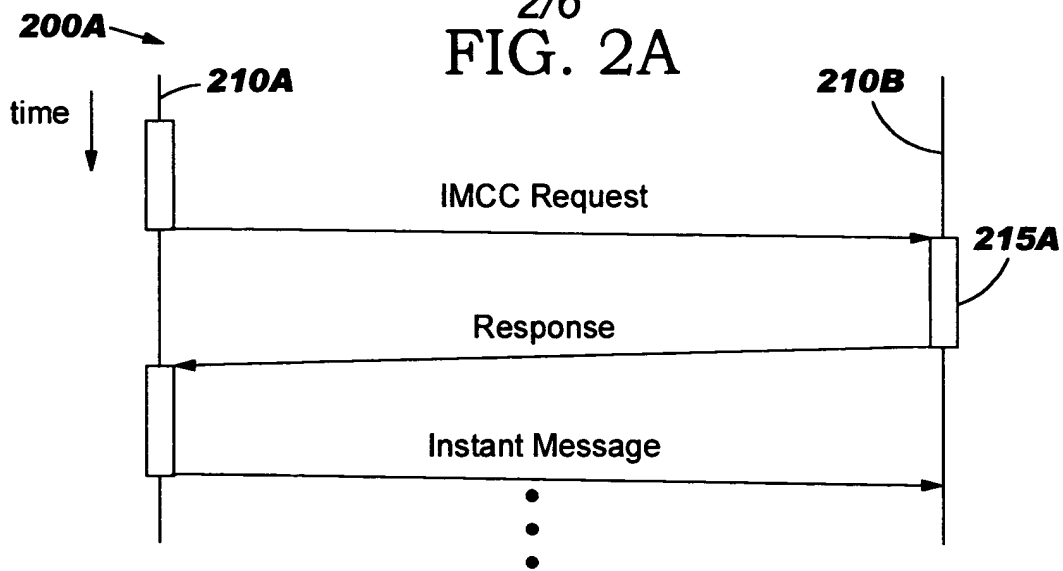 2/6
200A
FIG. 2A
210A
210B
time
IMCC Request
215A
Response
Instant Message